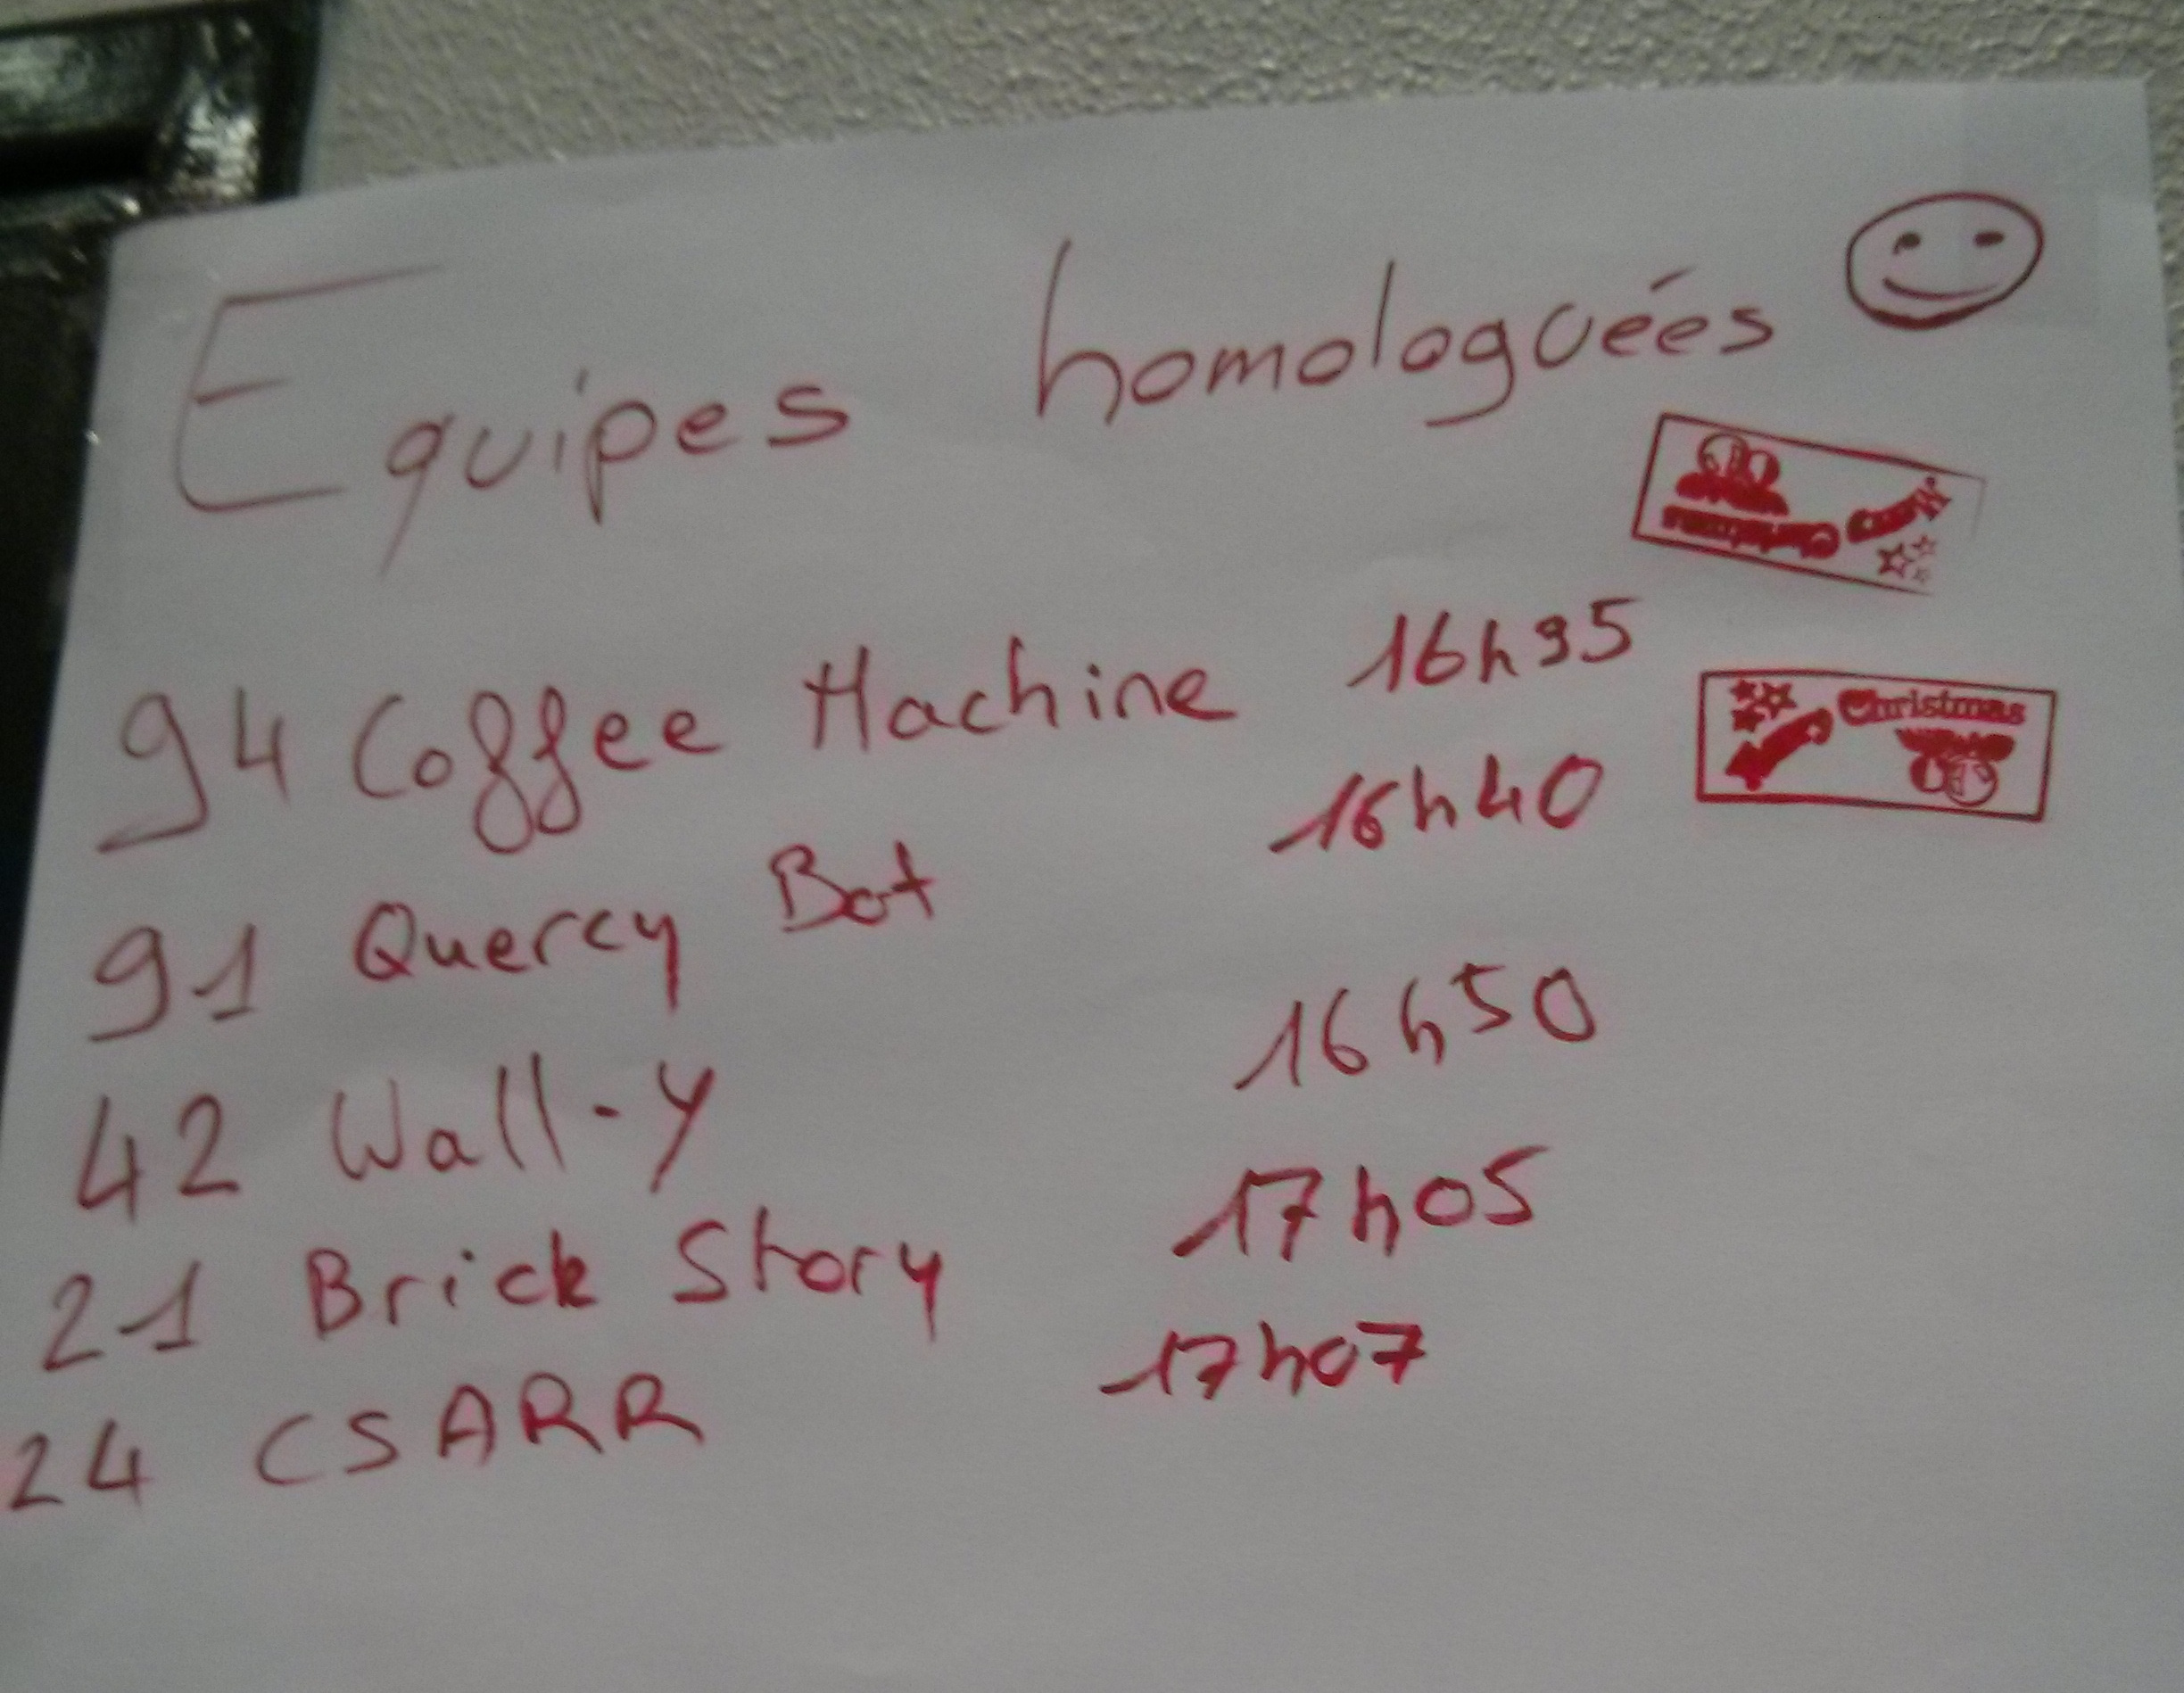 Equipes homologuées
94 Coffee Machine 16h35
Christmas
91 Quercy Bot 16h40
42 Wall-y 16h50
21 Brick Story 17h05
24 CSARR 17h07